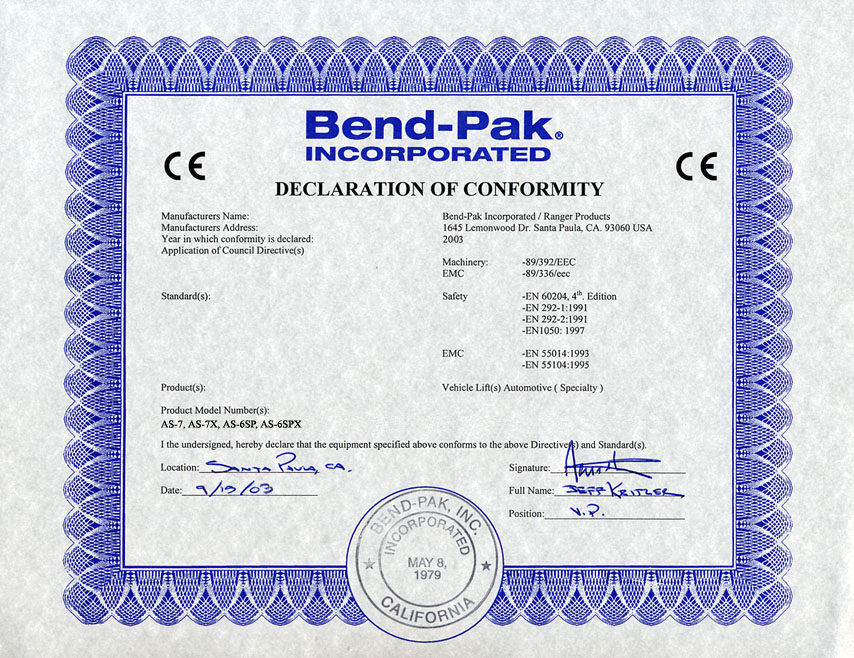 Bend-Pak®
INCORPORATED
CE
CE
DECLARATION OF CONFORMITY
Manufacturers Name: Bend-Pak Incorporated / Ranger Products
Manufacturers Address: 1645 Lemonwood Dr. Santa Paula, CA. 93060 USA
Year in which conformity is declared: 2003
Application of Council Directive(s)
Machinery: -89/392/EEC
EMC -89/336/eec
Standard(s): Safety -EN 60204, 4th. Edition
-EN 292-1:1991
-EN 292-2:1991
-EN1050: 1997
EMC -EN 55014:1993
-EN 55104:1995
Product(s): Vehicle Lift(s) Automotive ( Specialty )
Product Model Number(s):
AS-7, AS-7X, AS-6SP, AS-6SPX
I the undersigned, hereby declare that the equipment specified above conforms to the above Directive(s) and Standard(s).
Location: SANTA PAULA, CA. Signature:
Date: 9/19/03 Full Name: JEFF KRITZLER
Position: V.P.
BEND-PAK, INC.
INCORPORATED
MAY 8,
1979
CALIFORNIA